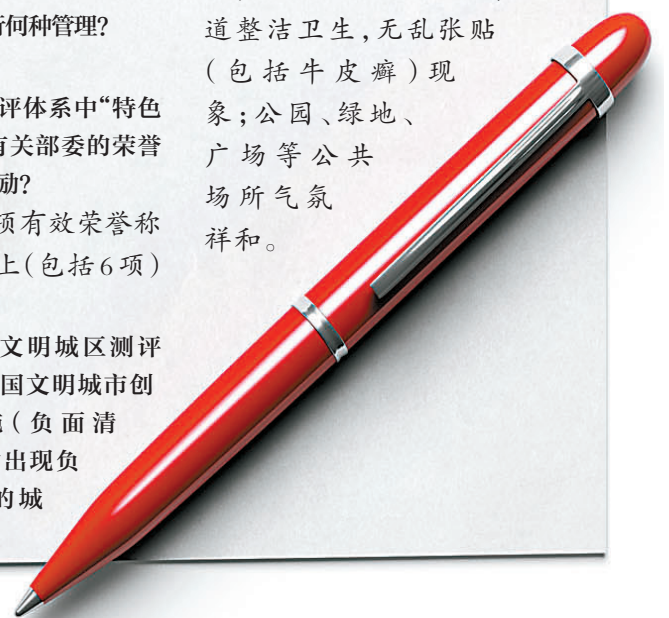 何种管理?
评体系中“特色
有关部委的荣誉
励?
项有效荣誉称
上(包括6项)
文明城区测评
国文明城市创
(负面清
出现负
的城
道整洁卫生,无乱张贴
(包括牛皮癣)现
象;公园、绿地、
广场等公共
场所气氛
祥和。